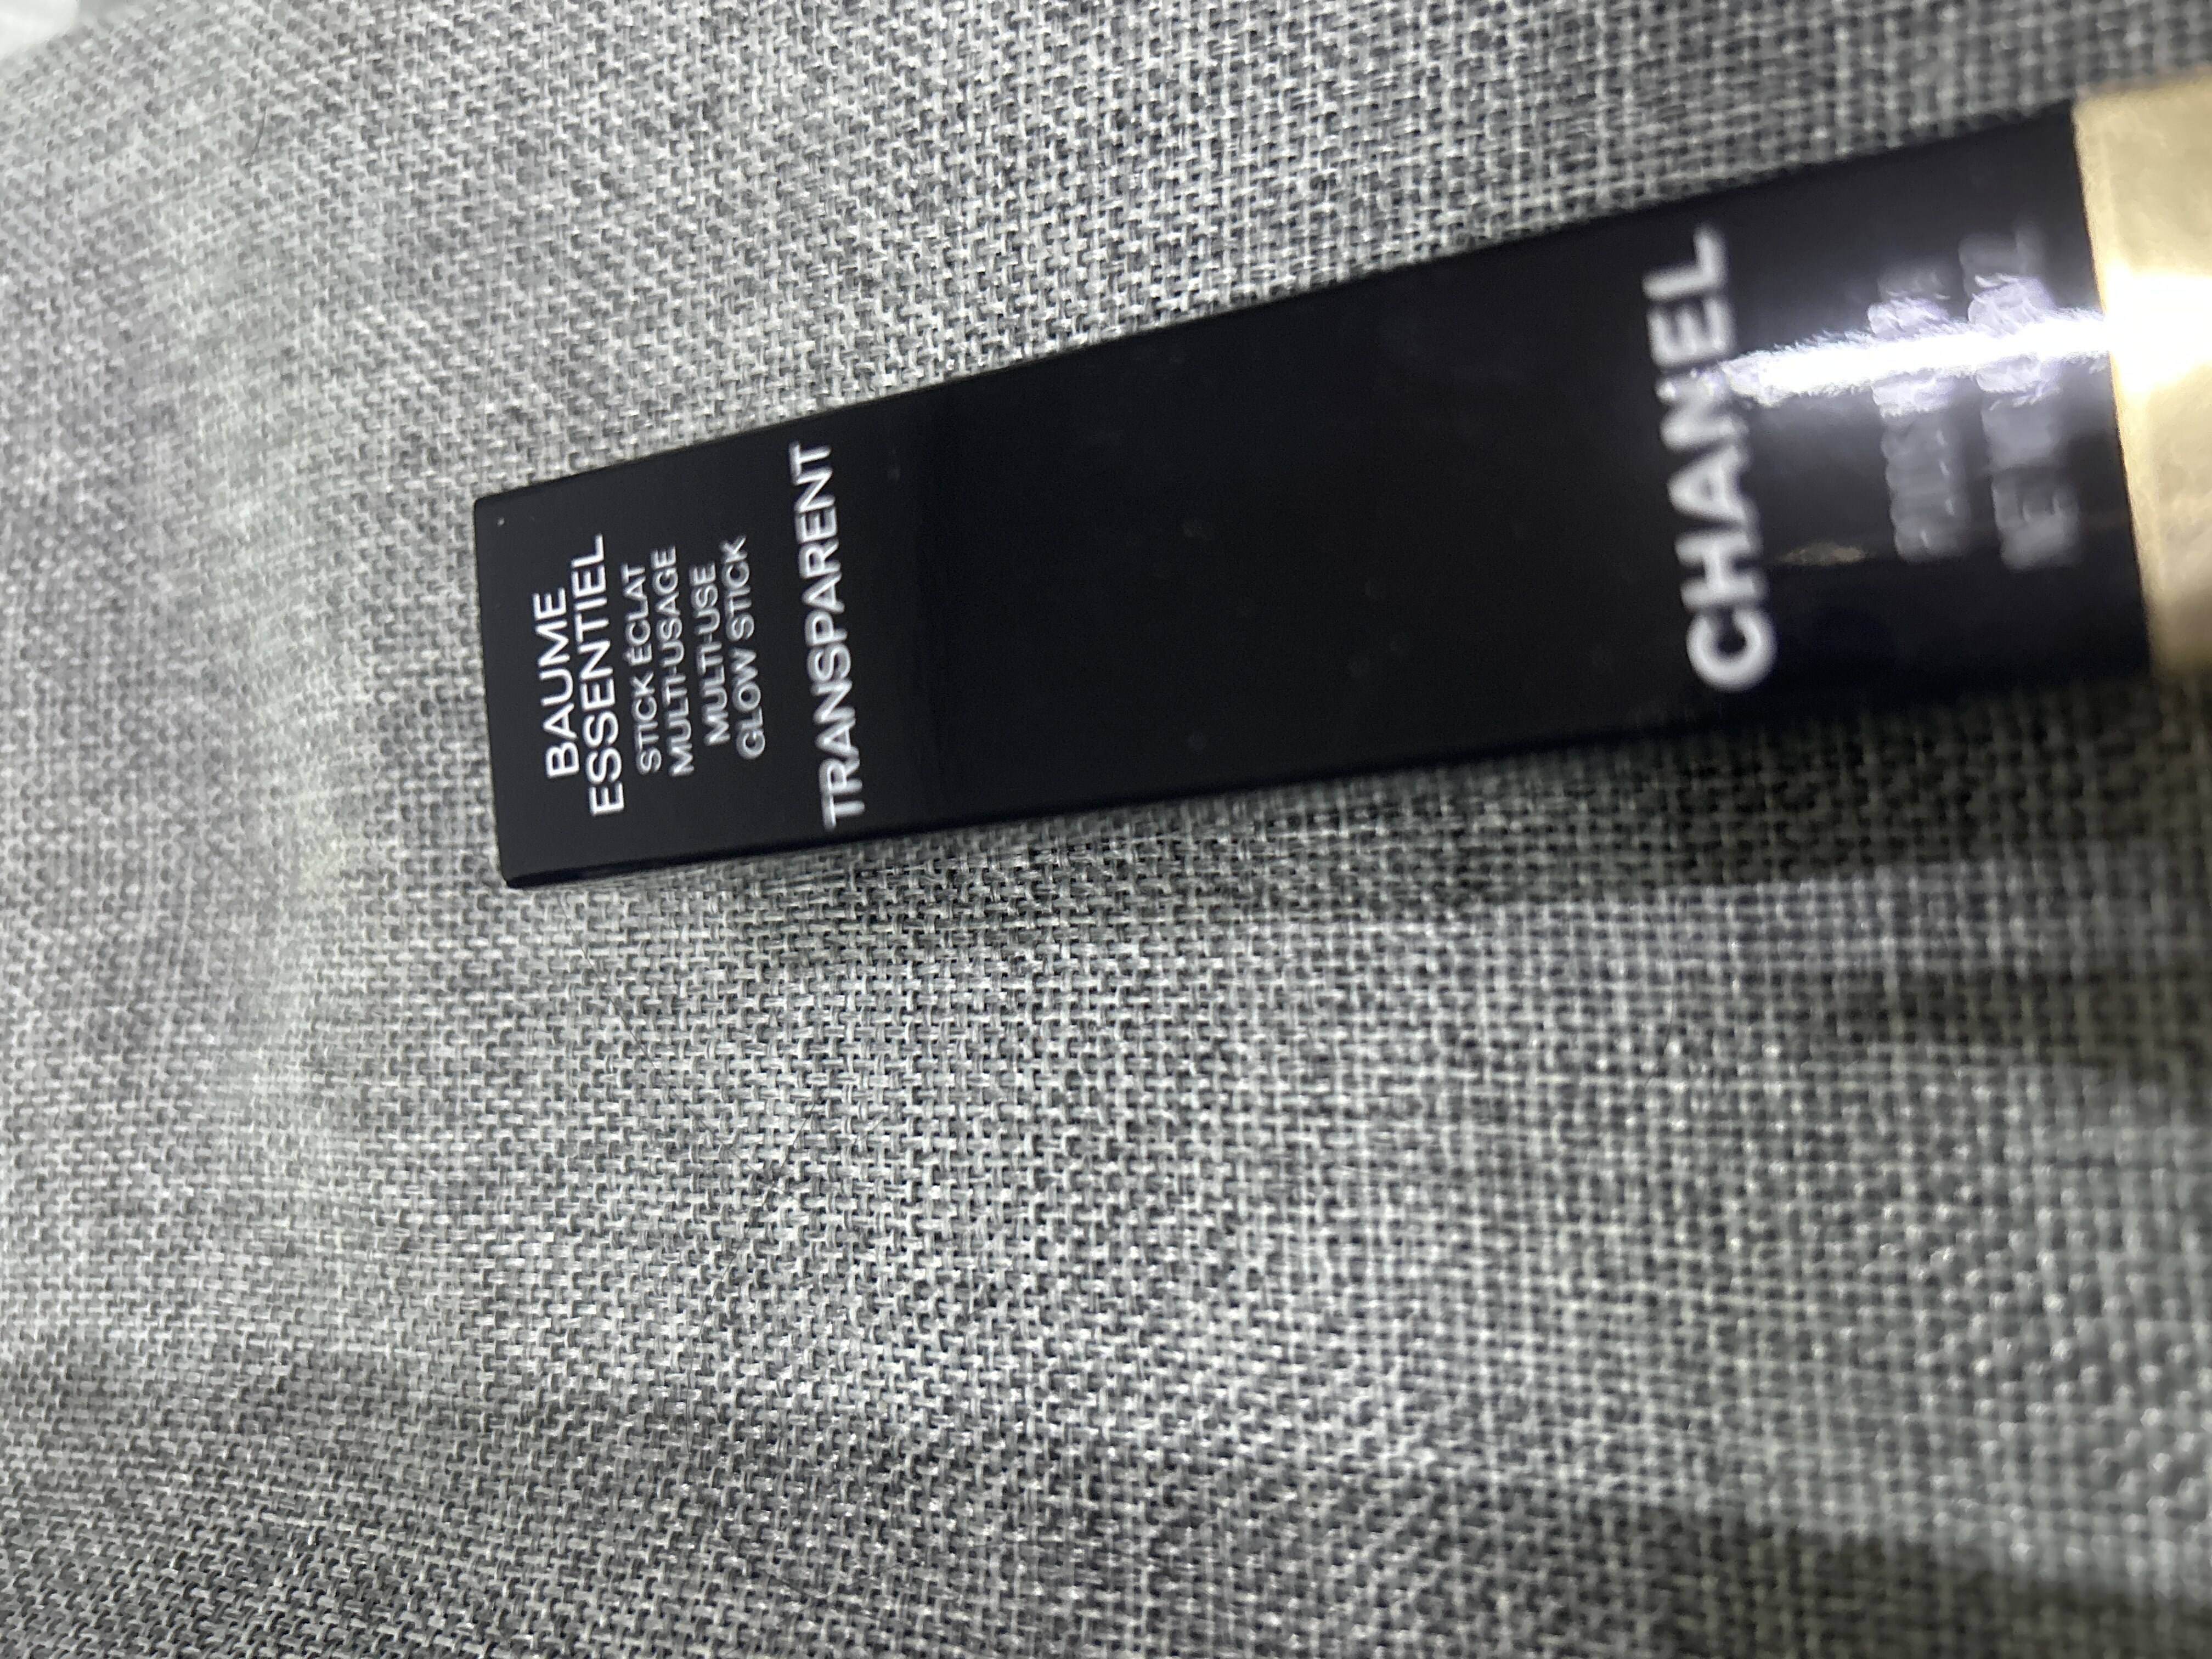 BAUME
ESSENTIEL
STICK ÉCLAT
MULTI-USAGE
MULTI-USE
GLOW STICK
TRANSPARENT
CHANEL